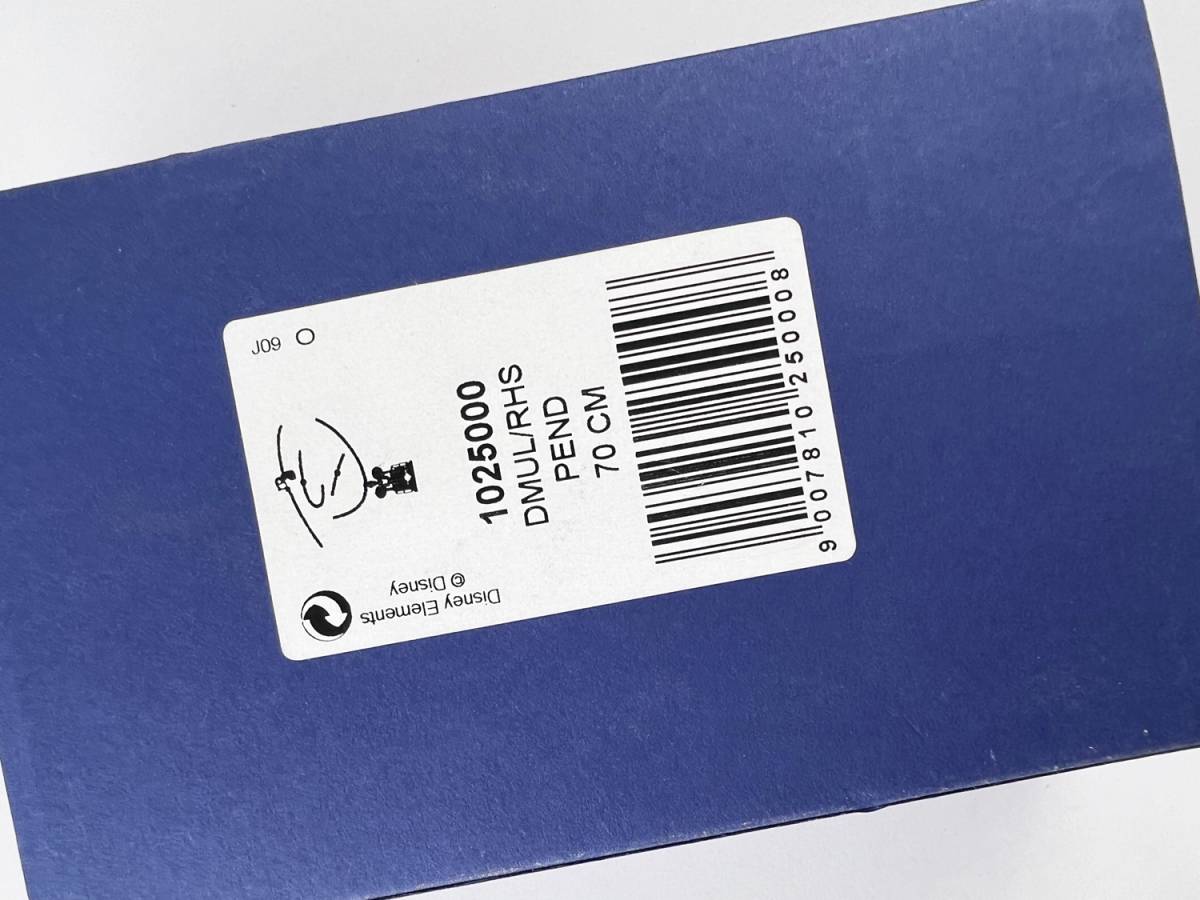 J09 O
1025000
DMUL/RHS
PEND
70 CM
9 007810 250008
Disney Elements
© Disney